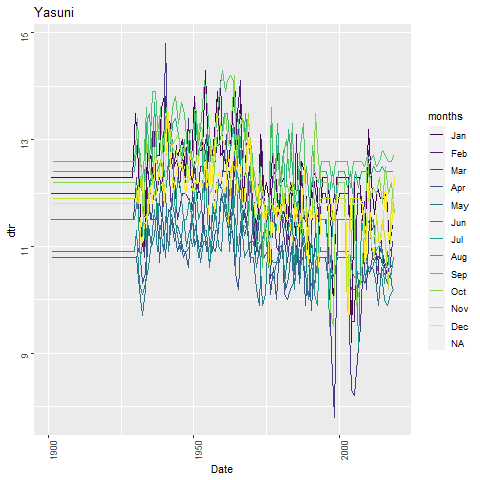 Yasuni
15
13
11
9
dtr
1900
1950
2000
Date
months
Jan
Feb
Mar
Apr
May
Jun
Jul
Aug
Sep
Oct
Nov
Dec
NA